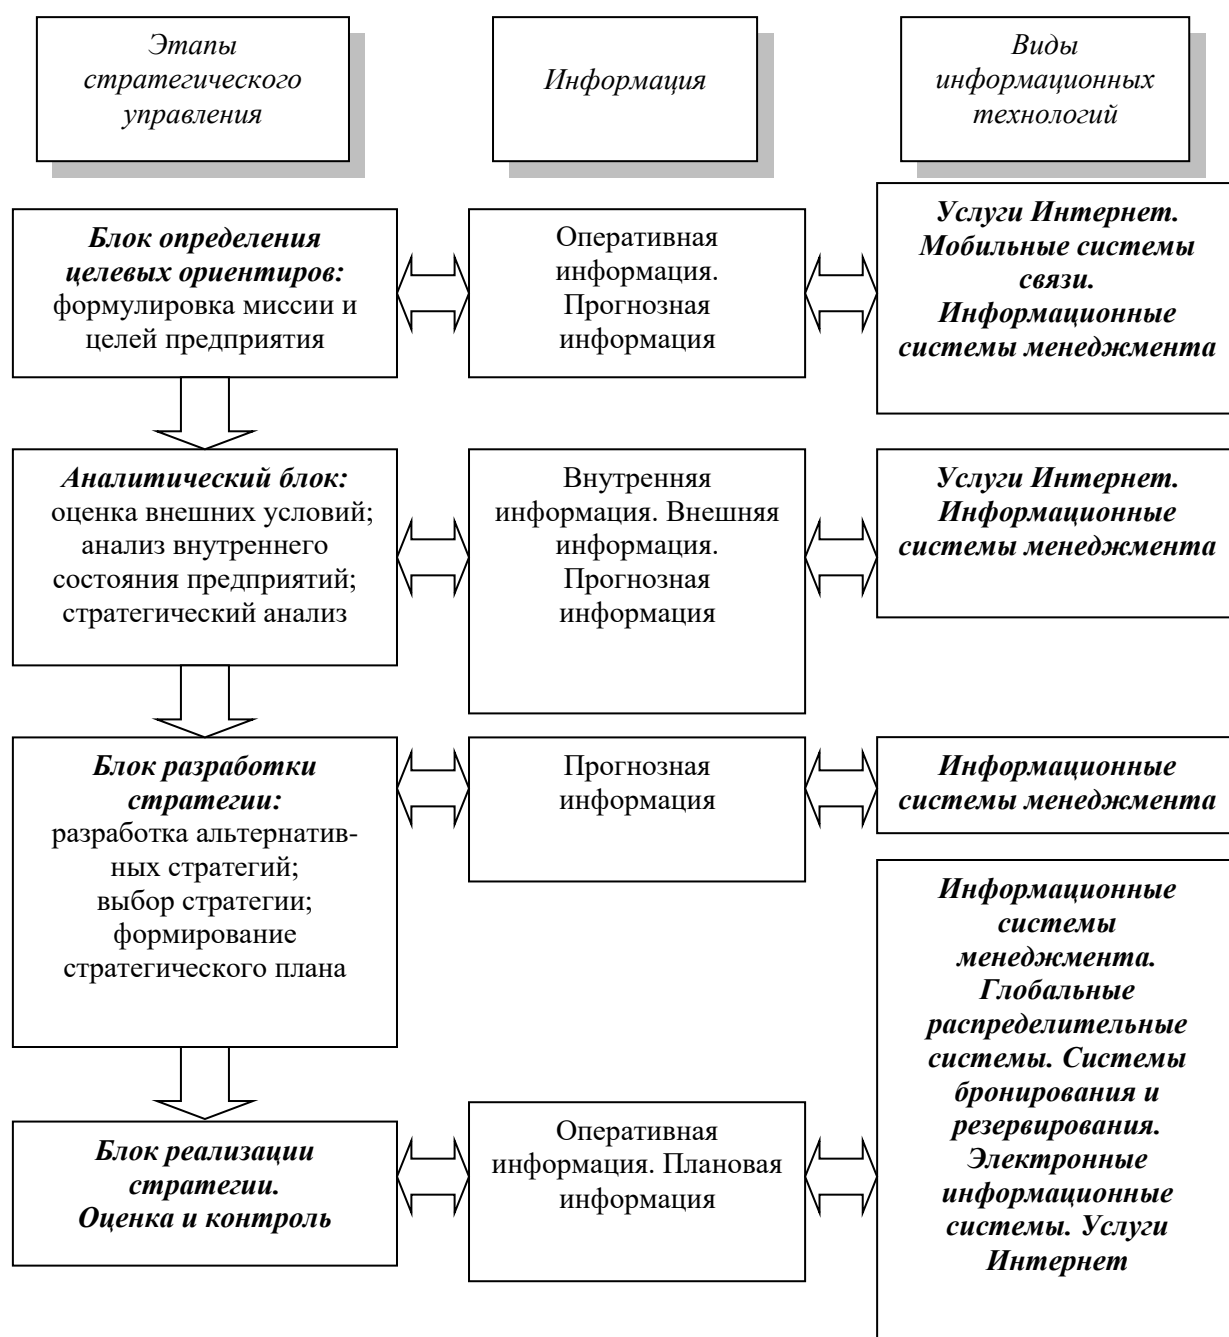 Этапы
стратегического
управления
Информация
Виды
информационных
технологий
Блок определения
целевых ориентиров:
формулировка миссии и
целей предприятия
Оперативная
информация.
Прогнозная
информация
Услуги Интернет.
Мобильные системы
связи.
Информационные
системы менеджмента
Аналитический блок:
оценка внешних условий;
анализ внутреннего
состояния предприятий;
стратегический анализ
Внутренняя
информация. Внешняя
информация.
Прогнозная
информация
Услуги Интернет.
Информационные
системы менеджмента
Блок разработки
стратегии:
разработка альтернатив-
ных стратегий;
выбор стратегии;
формирование
стратегического плана
Прогнозная
информация
Информационные
системы менеджмента
Блок реализации
стратегии.
Оценка и контроль
Оперативная
информация. Плановая
информация
Информационные
системы
менеджмента.
Глобальные
распределительные
системы. Системы
бронирования и
резервирования.
Электронные
информационные
системы. Услуги
Интернет